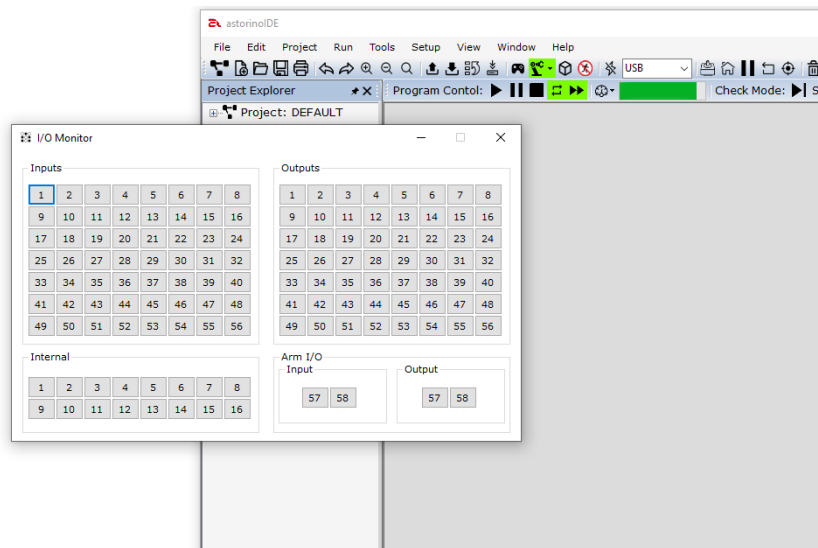 astorinoIDE
File Edit Project Run Tools Setup View Window Help
USB
Project Explorer
Program Contol:
Check Mode:
S
Project: DEFAULT
I/O Monitor
Inputs
1 2 3 4 5 6 7 8
9 10 11 12 13 14 15 16
17 18 19 20 21 22 23 24
25 26 27 28 29 30 31 32
33 34 35 36 37 38 39 40
41 42 43 44 45 46 47 48
49 50 51 52 53 54 55 56
Outputs
1 2 3 4 5 6 7 8
9 10 11 12 13 14 15 16
17 18 19 20 21 22 23 24
25 26 27 28 29 30 31 32
33 34 35 36 37 38 39 40
41 42 43 44 45 46 47 48
49 50 51 52 53 54 55 56
Internal
1 2 3 4 5 6 7 8
9 10 11 12 13 14 15 16
Arm I/O
Input
57 58
Output
57 58